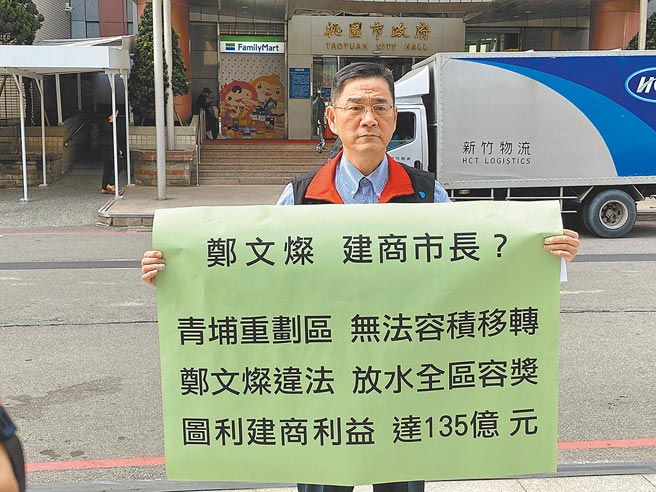 FamilyMart
桃園市政府
TAOYUAN CITY HALL
新竹物流
HCT LOGISTICS
鄭文燦 建商市長？
青埔重劃區 無法容積移轉
鄭文燦違法 放水全區容獎
圖利建商利益 達135億元